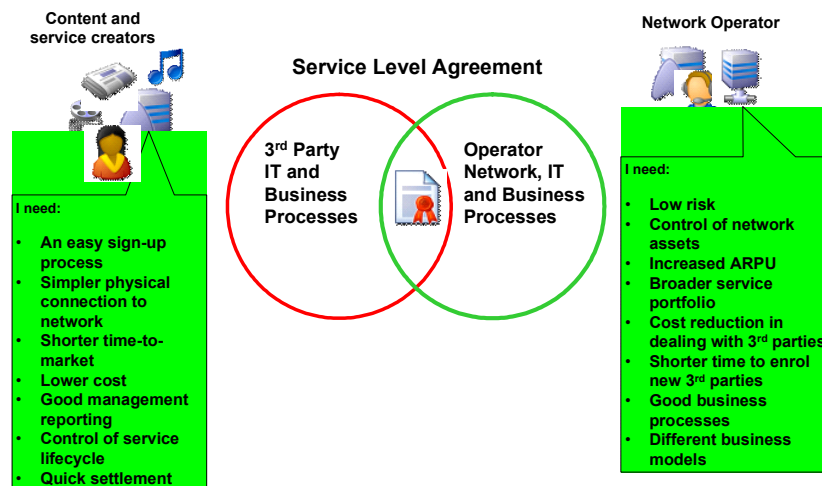 Content and
service creators
Network Operator
Service Level Agreement
3rd Party
IT and
Business
Processes
Operator
Network, IT
and Business
Processes
I need:
• An easy sign-up
process
• Simpler physical
connection to
network
• Shorter time-to-
market
• Lower cost
• Good management
reporting
• Control of service
lifecycle
• Quick settlement
I need:
• Low risk
• Control of network
assets
• Increased ARPU
• Broader service
portfolio
• Cost reduction in
dealing with 3rd parties
• Shorter time to enrol
new 3rd parties
• Good business
processes
• Different business
models